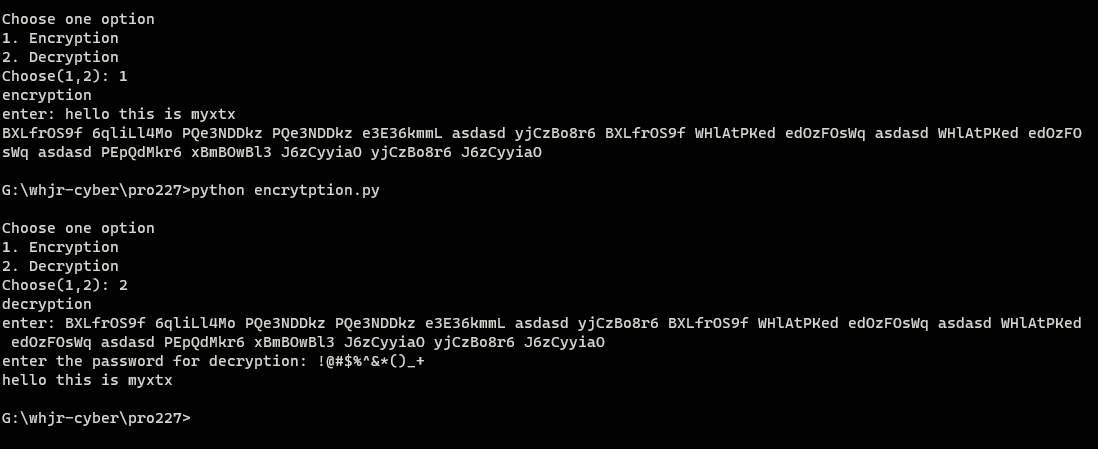 Choose one option
1. Encryption
2. Decryption
Choose(1,2): 1
encryption
enter: hello this is myxtx
BXLfrOS9f 6qliLl4Mo PQe3NDDkz PQe3NDDkz e3E36kmmL asdasd yjCzBo8r6 BXLfrOS9f WHlAtPKed edOzFOsWq asdasd WHlAtPKed edOzFO
sWq asdasd PEpQdMkr6 xBmBOwBl3 J6zCyyiaO yjCzBo8r6 J6zCyyiaO
G:\whjr-cyber\pro227>python encrytption.py
Choose one option
1. Encryption
2. Decryption
Choose(1,2): 2
decryption
enter: BXLfrOS9f 6qliLl4Mo PQe3NDDkz PQe3NDDkz e3E36kmmL asdasd yjCzBo8r6 BXLfrOS9f WHlAtPKed edOzFOsWq asdasd WHlAtPKed
 edOzFOsWq asdasd PEpQdMkr6 xBmBOwBl3 J6zCyyiaO yjCzBo8r6 J6zCyyiaO
enter the password for decryption: !@#$%^&*()_+
hello this is myxtx
G:\whjr-cyber\pro227>